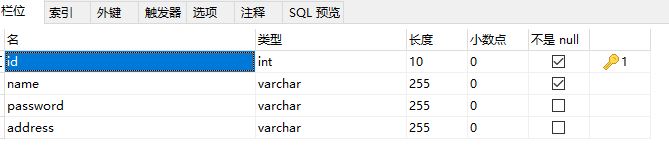 栏位 索引 外键 触发器 选项 注释 SQL 预览
名 类型 长度 小数点 不是 null
id int 10 0 1
name varchar 255 0
password varchar 255 0
address varchar 255 0